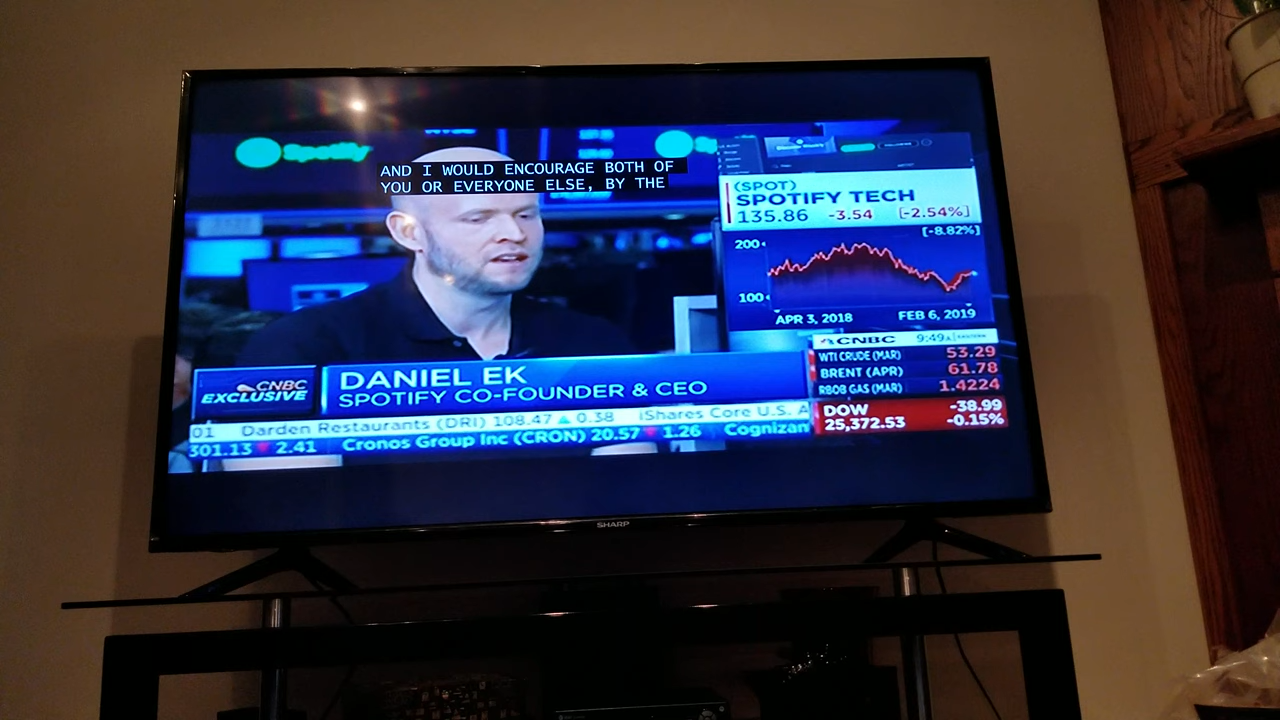 Spotify
AND I WOULD ENCOURAGE BOTH OF
YOU OR EVERYONE ELSE, BY THE
(SPOT)
SPOTIFY TECH
135.86 -3.54 [-2.54%]
[-8.82%]
200
100
APR 3, 2018 FEB 6, 2019
CNBC 9:49A EASTERN
WTI CRUDE (MAR) 53.29
BRENT (APR) 61.78
RBOB GAS (MAR) 1.4224
DOW -38.99
25,372.53 -0.15%
CNBC
EXCLUSIVE
DANIEL EK
SPOTIFY CO-FOUNDER & CEO
01 Darden Restaurants (DRI) 108.47 ▲ 0.38 iShares Core U.S. A
301.13 ▼ 2.41 Cronos Group Inc (CRON) 20.57 ▼ 1.26 Cognizan
SHARP